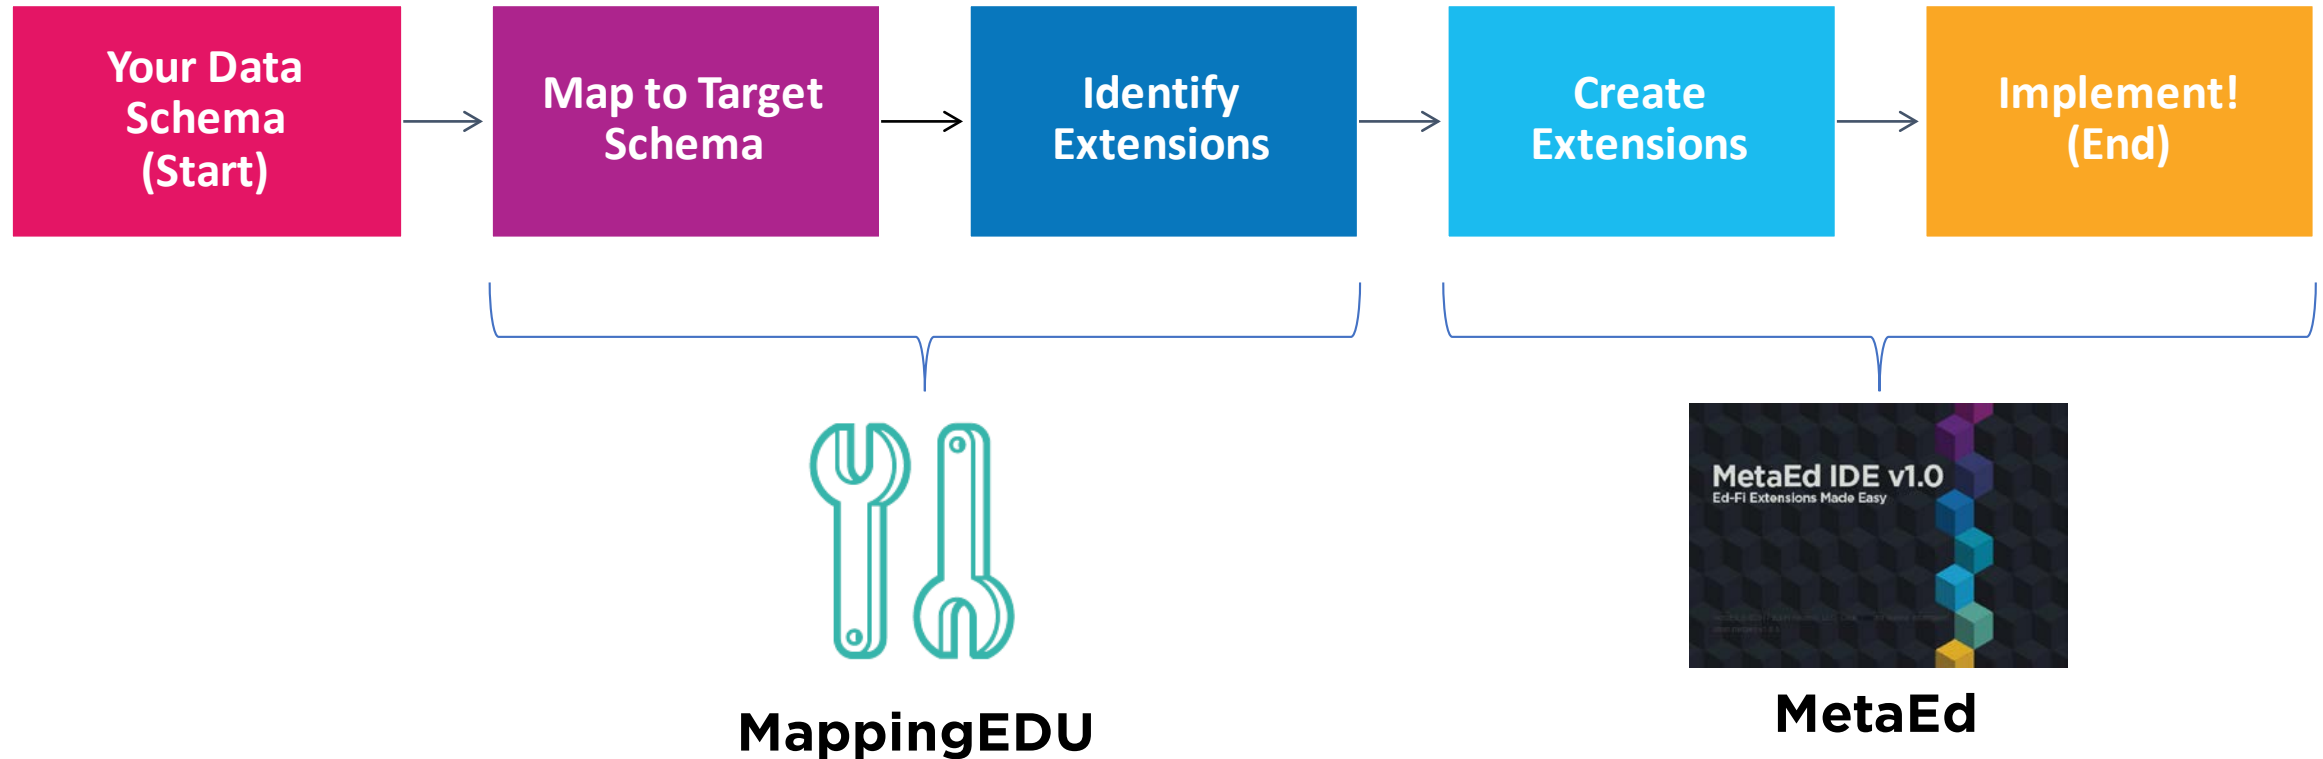 Your Data
Schema
(Start)
Map to Target
Schema
Identify
Extensions
Create
Extensions
Implement!
(End)
MetaEd IDE v1.0
Ed-Fi Extensions Made Easy
MappingEDU
MetaEd